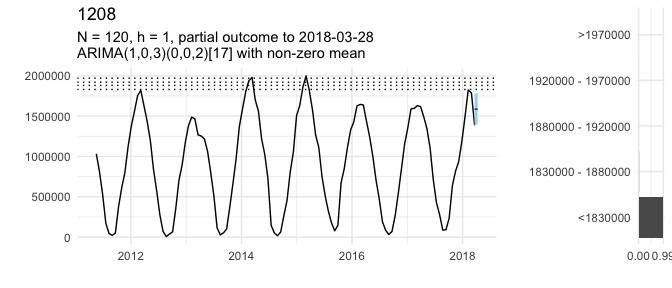 1208
N = 120, h = 1, partial outcome to 2018-03-28
ARIMA(1,0,3)(0,0,2)[17] with non-zero mean
2000000
1500000
1000000
500000
0
2012
2014
2016
2018
>1970000
1920000 - 1970000
1880000 - 1920000
1830000 - 1880000
<1830000
0.00 0.99